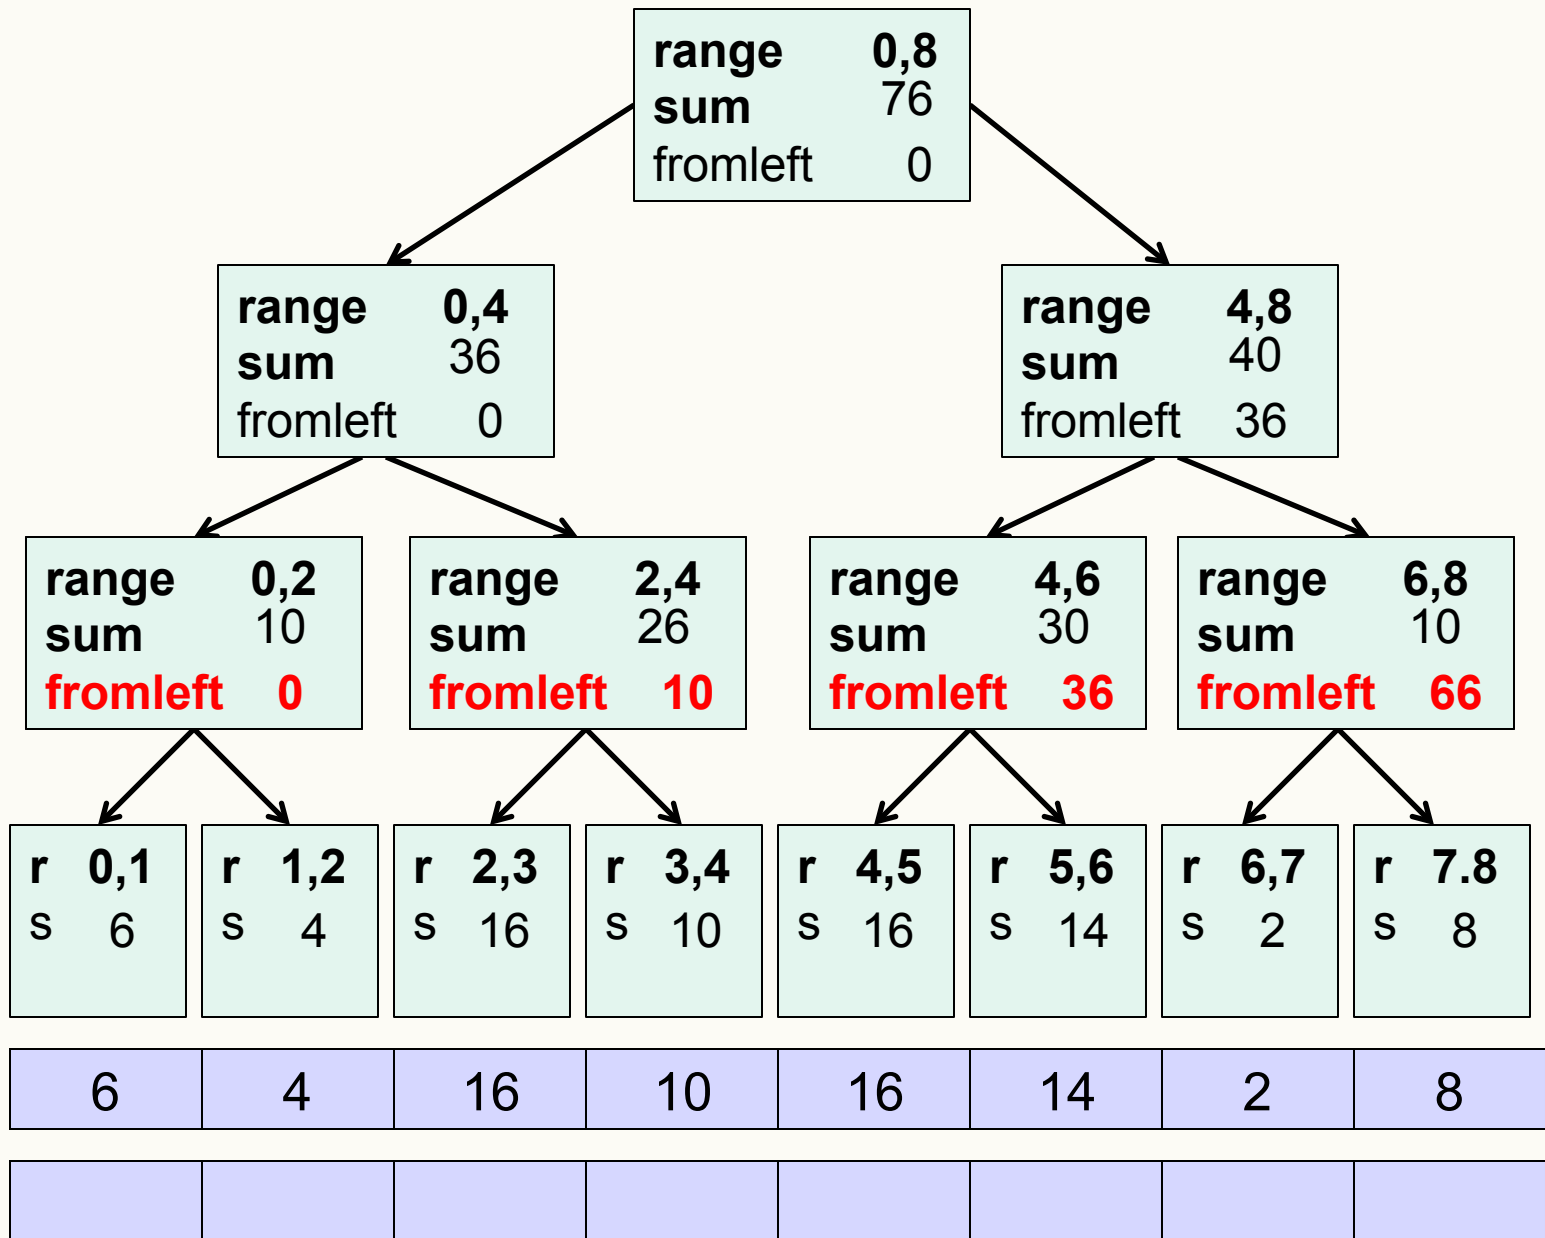 range 0,8
sum 76
fromleft 0
range 0,4
sum 36
fromleft 0
range 4,8
sum 40
fromleft 36
range 0,2
sum 10
fromleft 0
range 2,4
sum 26
fromleft 10
range 4,6
sum 30
fromleft 36
range 6,8
sum 10
fromleft 66
r 0,1
s 6
r 1,2
s 4
r 2,3
s 16
r 3,4
s 10
r 4,5
s 16
r 5,6
s 14
r 6,7
s 2
r 7.8
s 8
6 4 16 10 16 14 2 8